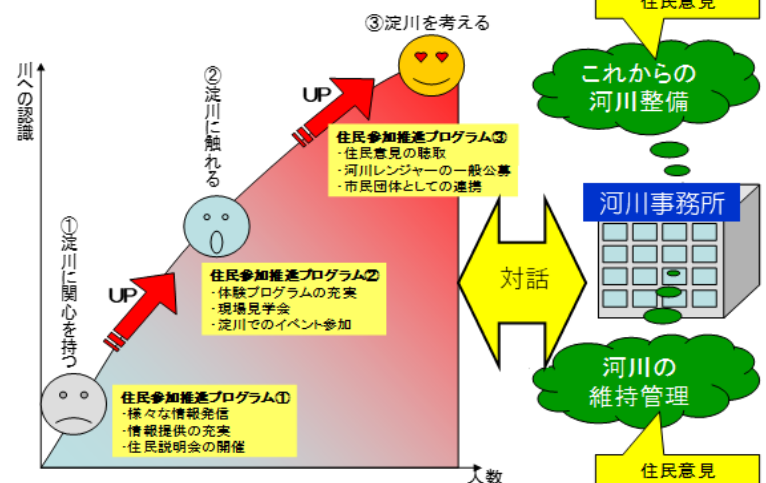 住民意見
③淀川を考える
川への認識
②淀川に触れる
UP
これからの
河川整備
住民参加推進プログラム③
・住民意見の聴取
・河川レンジャーの一般公募
・市民団体としての連携
河川事務所
①淀川に関心を持つ
UP
住民参加推進プログラム②
・体験プログラムの充実
・現場見学会
・淀川でのイベント参加
対話
河川の
維持管理
住民参加推進プログラム①
・様々な情報発信
・情報提供の充実
・住民説明会の開催
人数
住民意見